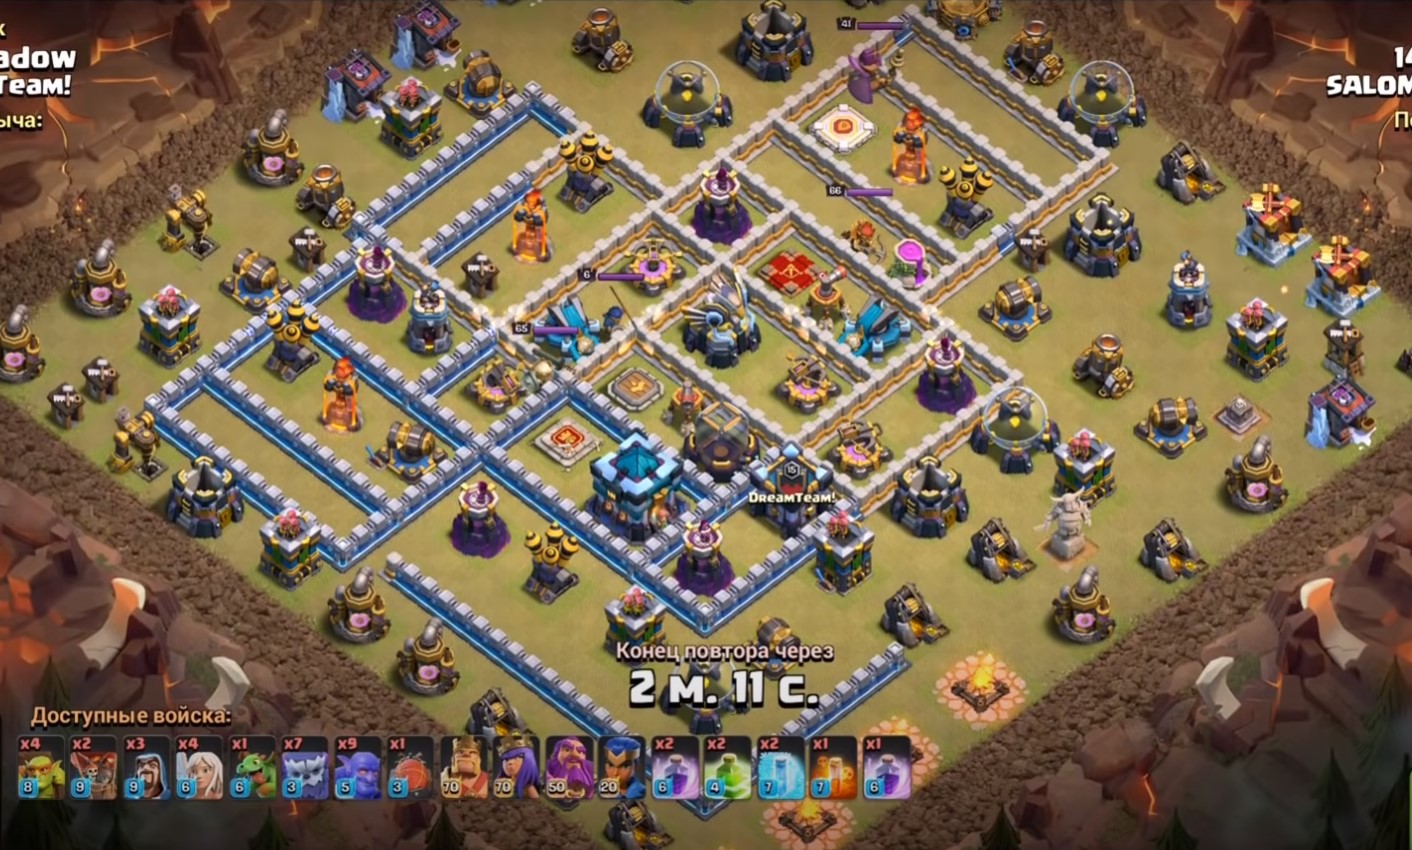 41
14
adow
Team!
SALOM
66
6
65
15
DreamTeam!
Конец повтора через
2 м. 11 с.
Доступные войска:
x4 x2 x3 x4 x1 x7 x9 x1 x2 x2 x2 x1 x1
8 9 9 6 6 3 5 3 70 70 50 20 6 4 7 7 6